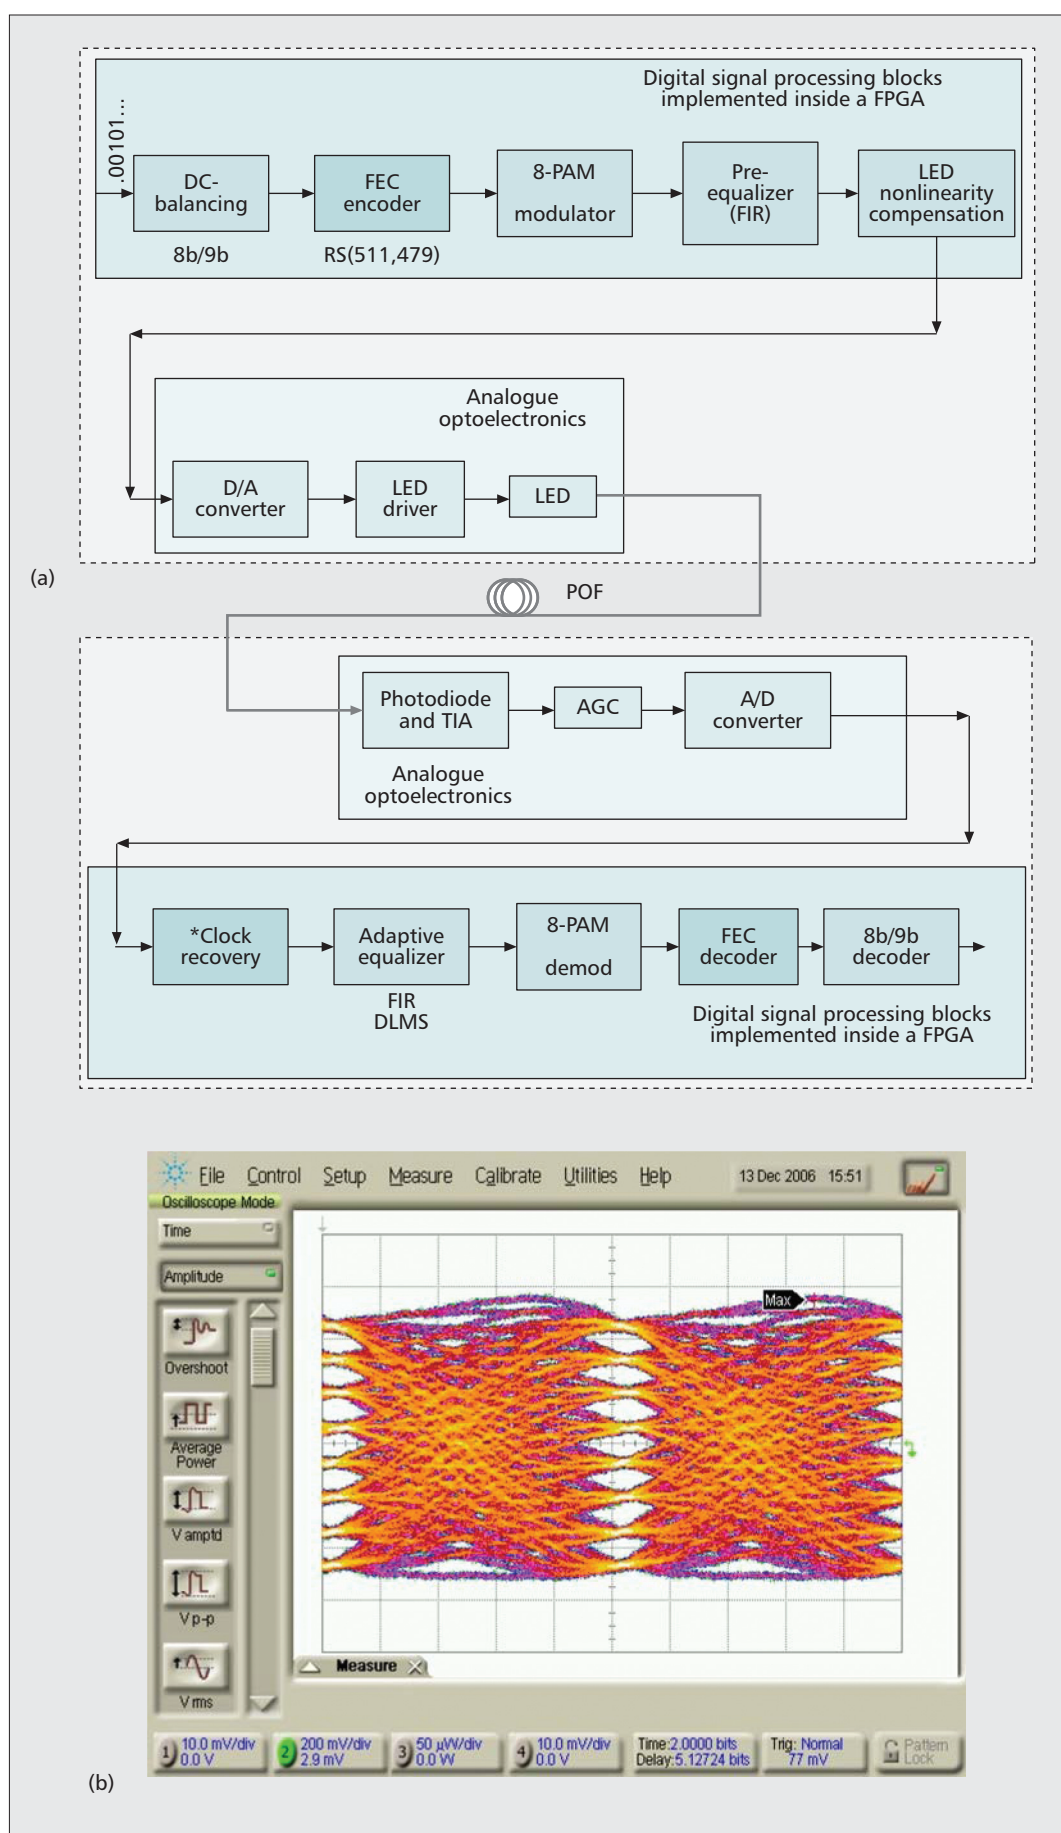 Digital signal processing blocks
implemented inside a FPGA
.00101...
DC-
balancing
8b/9b
FEC
encoder
RS(511,479)
8-PAM
modulator
Pre-
equalizer
(FIR)
LED
nonlinearity
compensation
Analogue
optoelectronics
D/A
converter
LED
driver
LED
(a)
POF
Photodiode
and TIA
AGC
A/D
converter
Analogue
optoelectronics
*Clock
recovery
Adaptive
equalizer
FIR
DLMS
8-PAM
demod
FEC
decoder
8b/9b
decoder
Digital signal processing blocks
implemented inside a FPGA
File Control Setup Measure Calibrate Utilities Help 13 Dec 2006 15:51
Oscilloscope Mode
Time
Amplitude
Max
Overshoot
Average
Power
V amptd
V p-p
V rms
Measure
1 10.0 mV/div
0.0 V
2 200 mV/div
2.9 mV
3 50 µW/div
0.0 W
4 10.0 mV/div
0.0 V
Time:2.0000 bits
Delay:5.12724 bits
Trig: Normal
77 mV
Pattern
Lock
(b)